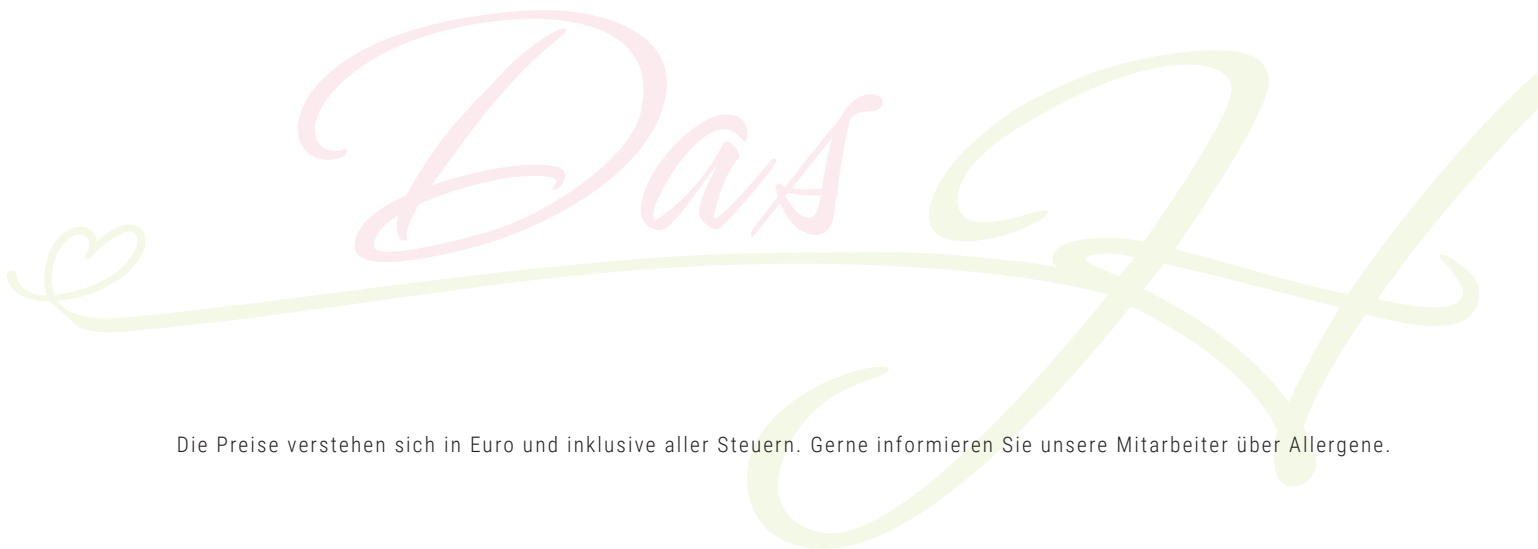 Das H
Die Preise verstehen sich in Euro und inklusive aller Steuern. Gerne informieren Sie unsere Mitarbeiter über Allergene.